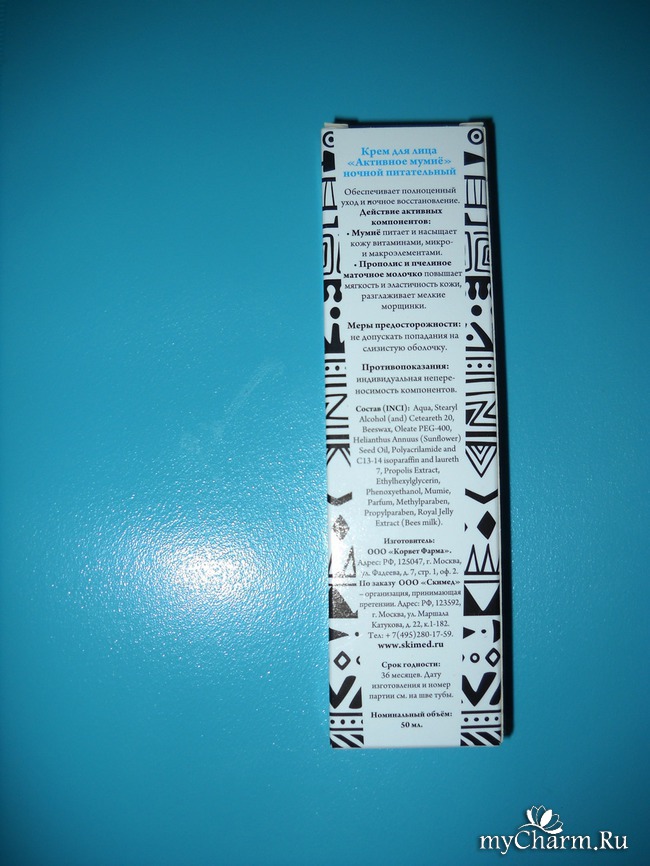 Крем для лица
«Активное мумиё»
ночной питательный
Обеспечивает полноценный
уход и ночное восстановление.
Действие активных
компонентов:
• Мумиё питает и насыщает
кожу витаминами, микро-
и макроэлементами.
• Прополис и пчелиное
маточное молочко повышает
мягкость и эластичность кожи,
разглаживает мелкие
морщинки.
Меры предосторожности:
не допускать попадания на
слизистую оболочку.
Противопоказания:
индивидуальная непере-
носимость компонентов.
Состав (INCI): Aqua, Stearyl
Alcohol (and) Ceteareth 20,
Beeswax, Oleate PEG-400,
Helianthus Annuus (Sunflower)
Seed Oil, Polyacrilamide and
C13-14 isoparaffin and laureth
7, Propolis Extract,
Ethylhexylglycerin,
Phenoxyethanol, Mumie,
Parfum, Methylparaben,
Propylparaben, Royal Jelly
Extract (Bees milk).
Изготовитель:
ООО «Корвет Фарма».
Адрес: РФ, 125047, г. Москва,
ул. Фадеева, д. 7, стр. 1, оф. 2.
По заказу ООО «Скимед»
– организация, принимающая
претензии. Адрес: РФ, 123592,
г. Москва, ул. Маршала
Катукова, д. 22, к.1-182.
Тел: + 7(495)280-17-59.
www.skimed.ru
Срок годности:
36 месяцев. Дату
изготовления и номер
партии см. на шве тубы.
Номинальный объём:
50 мл.
myCharm.Ru